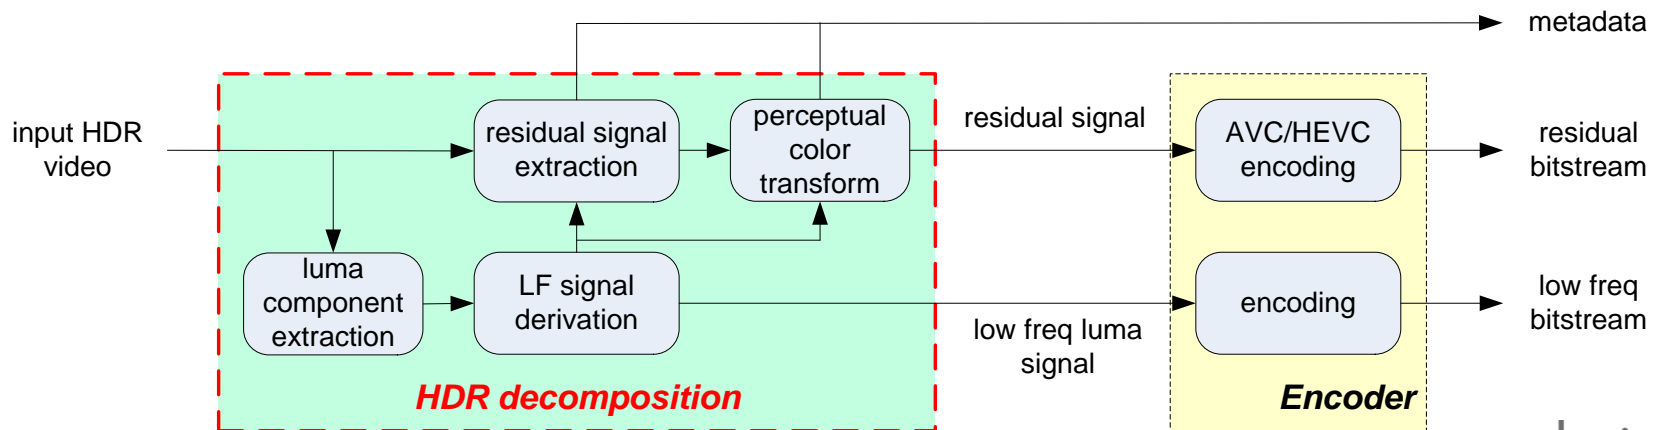 metadata
input HDR
video
residual signal
extraction
perceptual
color
transform
residual signal
AVC/HEVC
encoding
residual
bitstream
luma
component
extraction
LF signal
derivation
low freq luma
signal
encoding
low freq
bitstream
HDR decomposition
Encoder